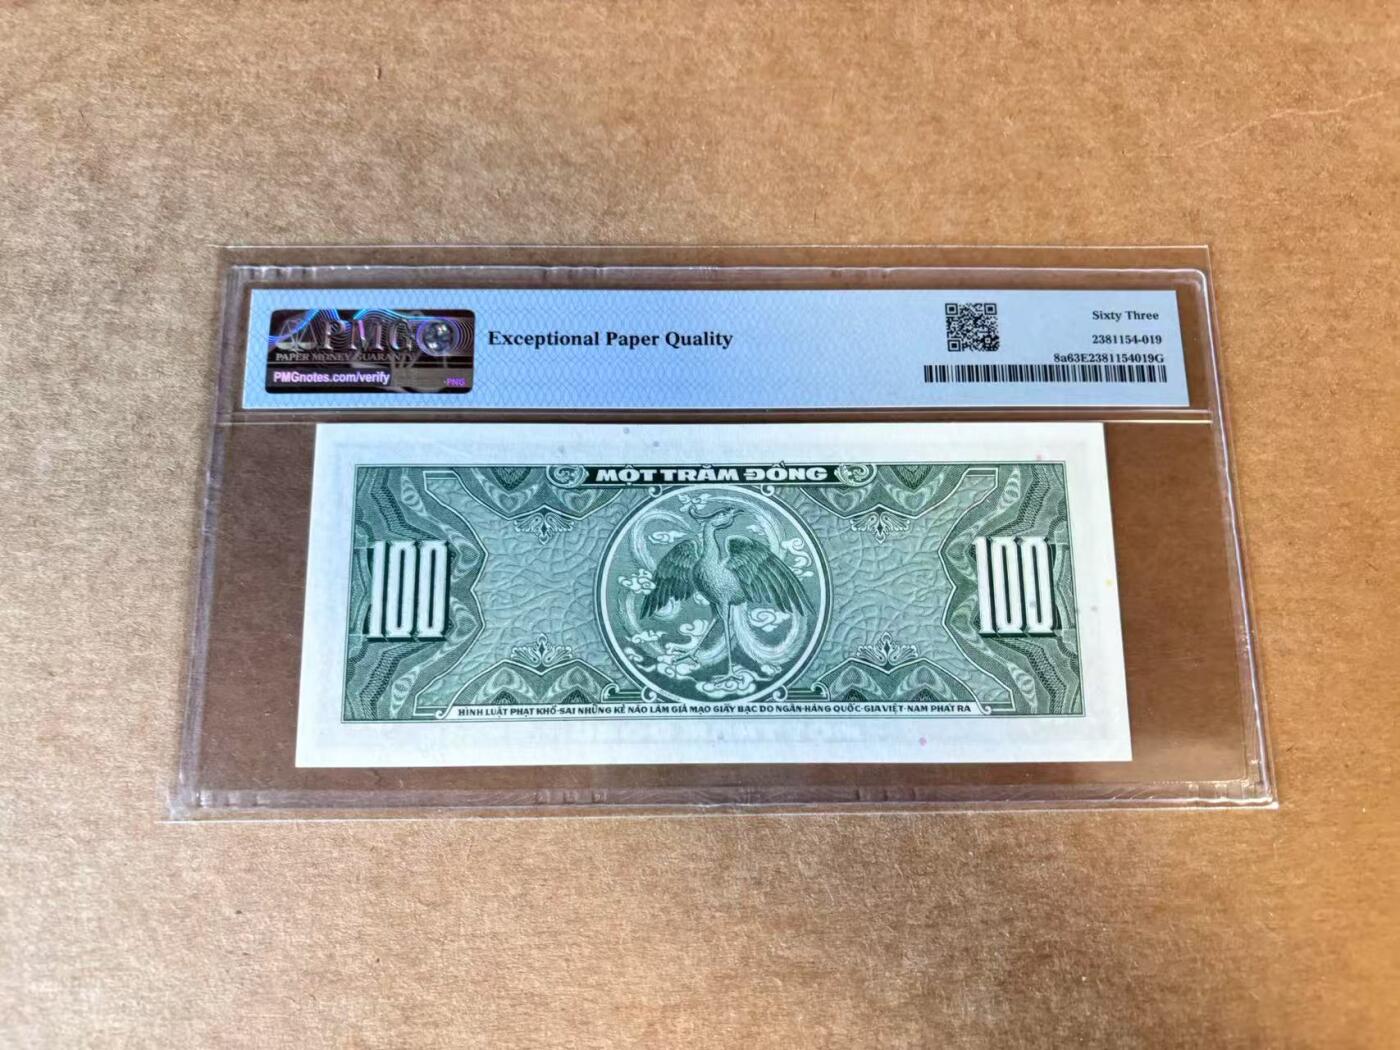 PMG
PAPER MONEY GUARANTY
PMGnotes.com/verify
·PNG
Exceptional Paper Quality
Sixty Three
2381154-019
8a63E2381154019G
MỘT TRĂM ĐỒNG
100
100
HÌNH LUẬT PHẠT KHỔ-SAI NHỮNG KẺ NÀO LÀM GIẢ MẠO GIẤY BẠC DO NGÂN-HÀNG QUỐC-GIA VIỆT-NAM PHÁT RA